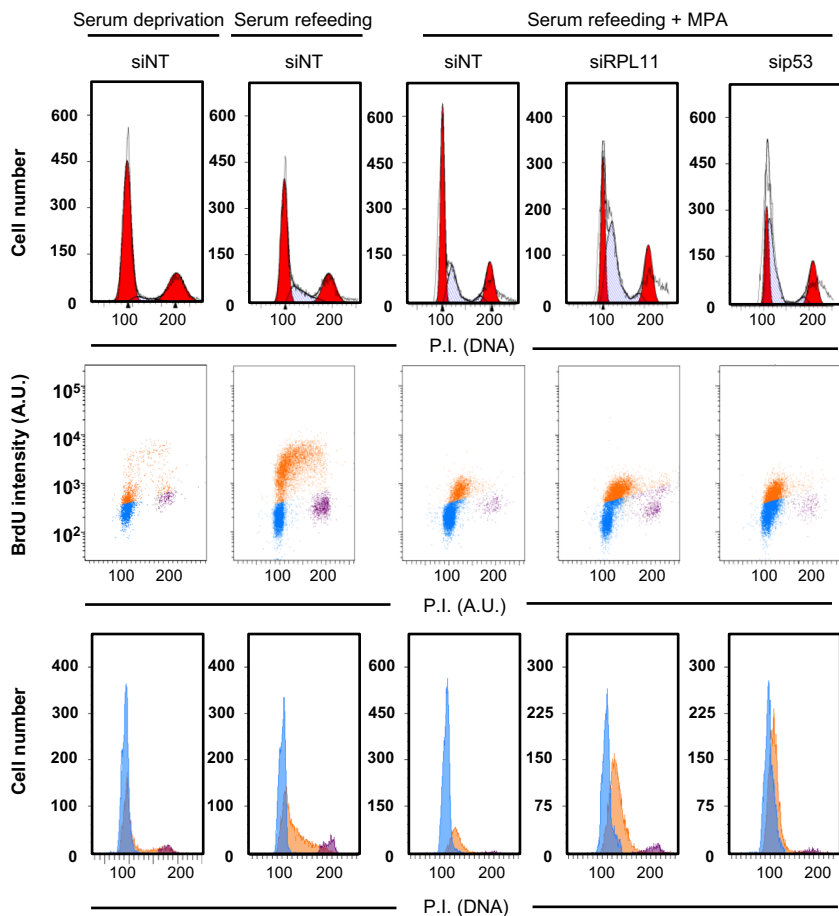 Serum deprivation Serum refeeding Serum refeeding + MPA
siNT siNT siNT siRPL11 sip53
Cell number
600 600 600 400 600
450 450 450 300 450
300 300 300 200 300
150 150 150 100 150
0 0 0 0 0
100 200 100 200 100 200 100 200 100 200
P.I. (DNA)
BrdU intensity (A.U.)
10⁵
10⁴
10³
10²
100 200 100 200 100 200 100 200 100 200
P.I. (A.U.)
Cell number
400 400 600 300 300
300 300 450 225 225
200 200 300 150 150
100 100 150 75 75
0 0 0 0 0
100 200 100 200 100 200 100 200 100 200
P.I. (DNA)